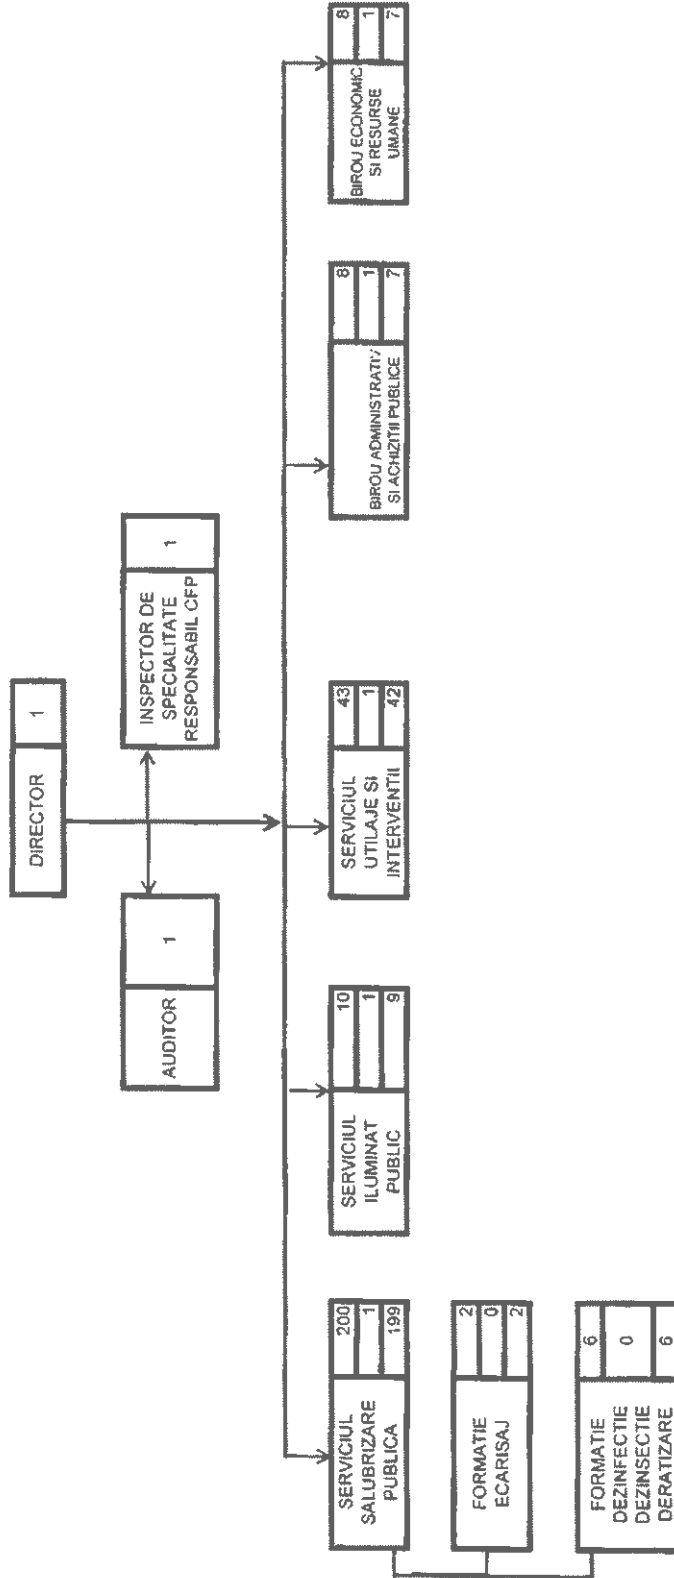 DIRECTOR
1
AUDITOR
1
INSPECTOR DE
SPECIALITATE
RESPONSABIL CFP
1
SERVICIUL
SALUBRIZARE
PUBLICA
200
1
199
SERVICIUL
ILUMINAT
PUBLIC
10
1
9
SERVICIUL
UTILAJE SI
INTERVENTII
43
1
42
BIROU ADMINISTRATIV
SI ACHIZITII PUBLICE
8
1
7
BIROU ECONOMIC
SI RESURSE
UMANE
8
1
7
FORMATIE
ECARISAJ
2
0
2
FORMATIE
DEZINFECTIE
DEZINSECTIE
DERATIZARE
6
0
6